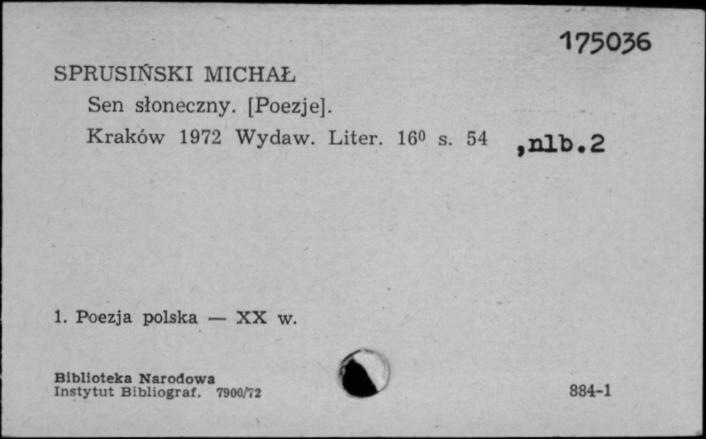 175036
SPRUSIŃSKI MICHAŁ
Sen słoneczny. [Poezje].
Kraków 1972 Wydaw. Liter. 16⁰ s. 54 ,nlb.2
1. Poezja polska — XX w.
Biblioteka Narodowa
Instytut Bibliograf. 7900/72
884-1